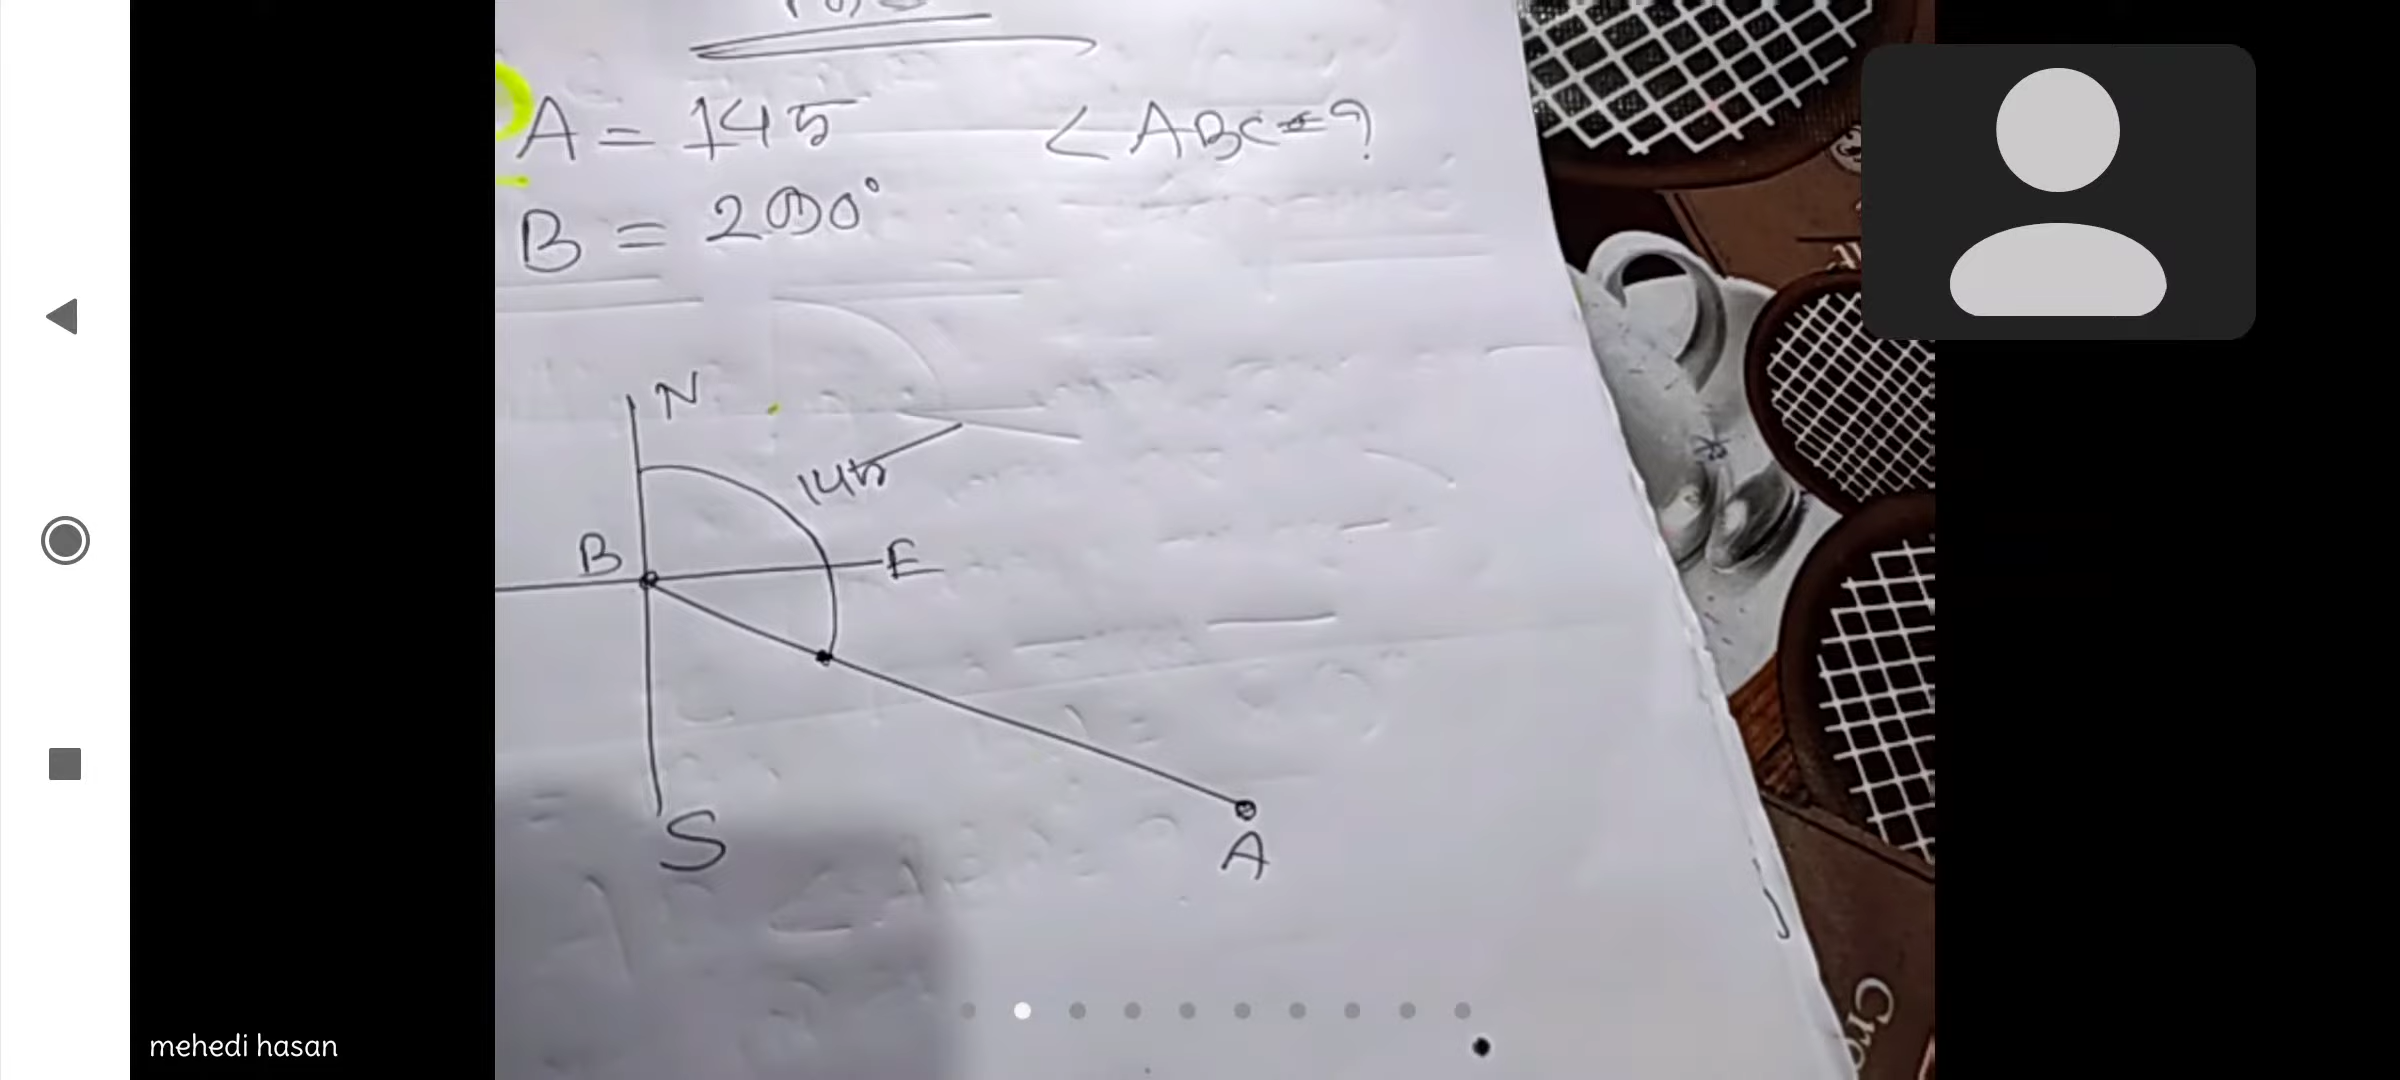 A = 145
< ABC = ?
B = 200°
N
145
B
E
S
A
mehedi hasan